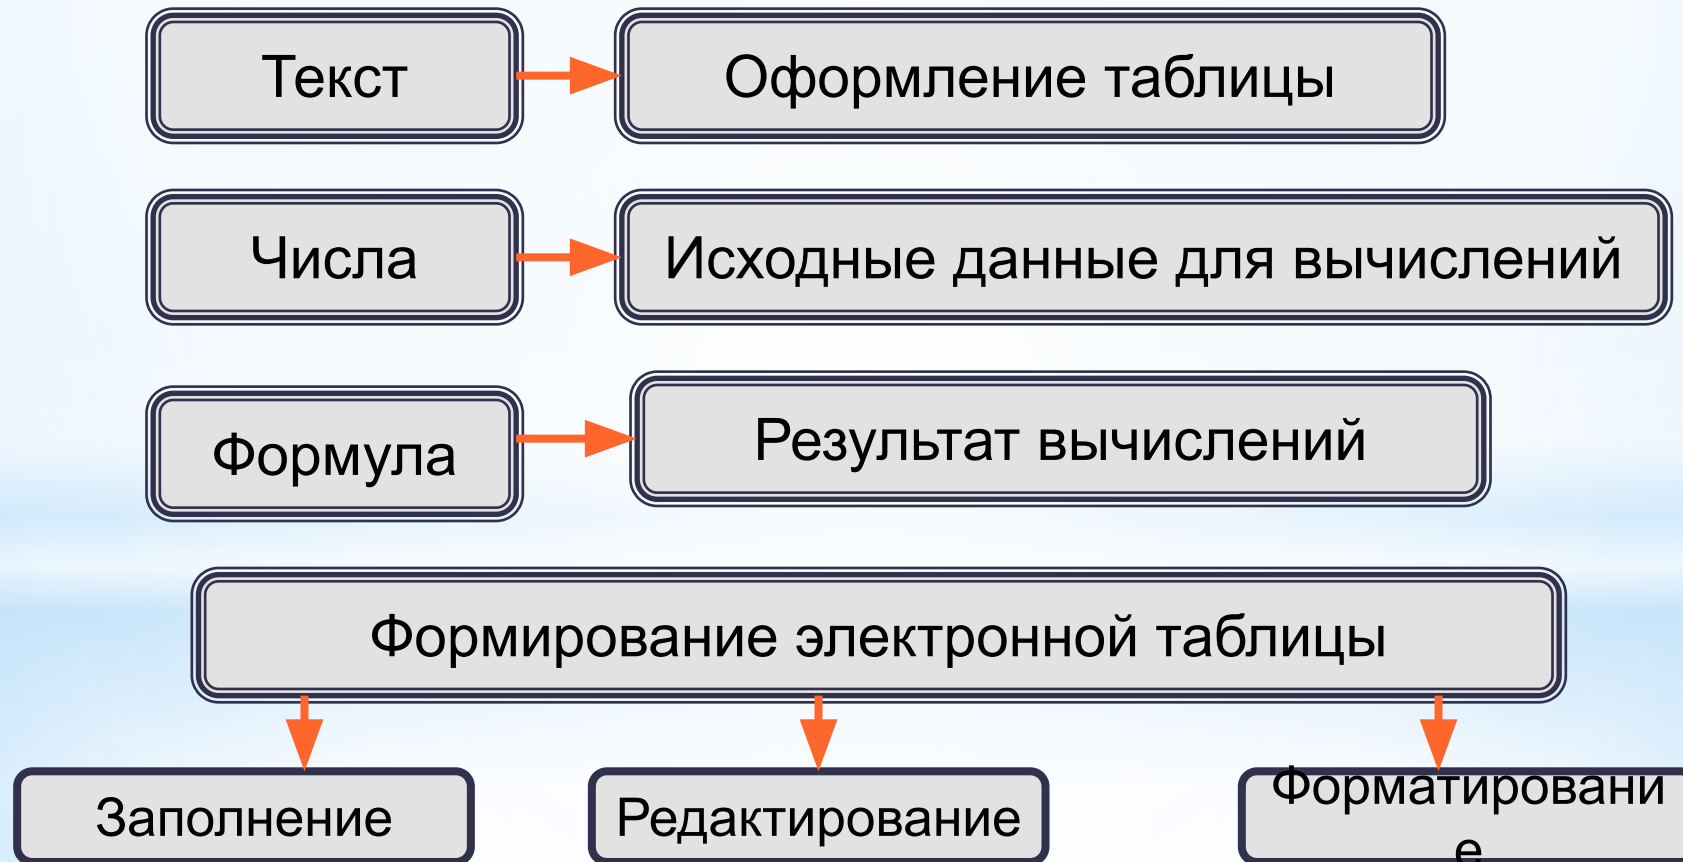 Текст
Оформление таблицы
Числа
Исходные данные для вычислений
Формула
Результат вычислений
Формирование электронной таблицы
Заполнение
Редактирование
Форматировани
е